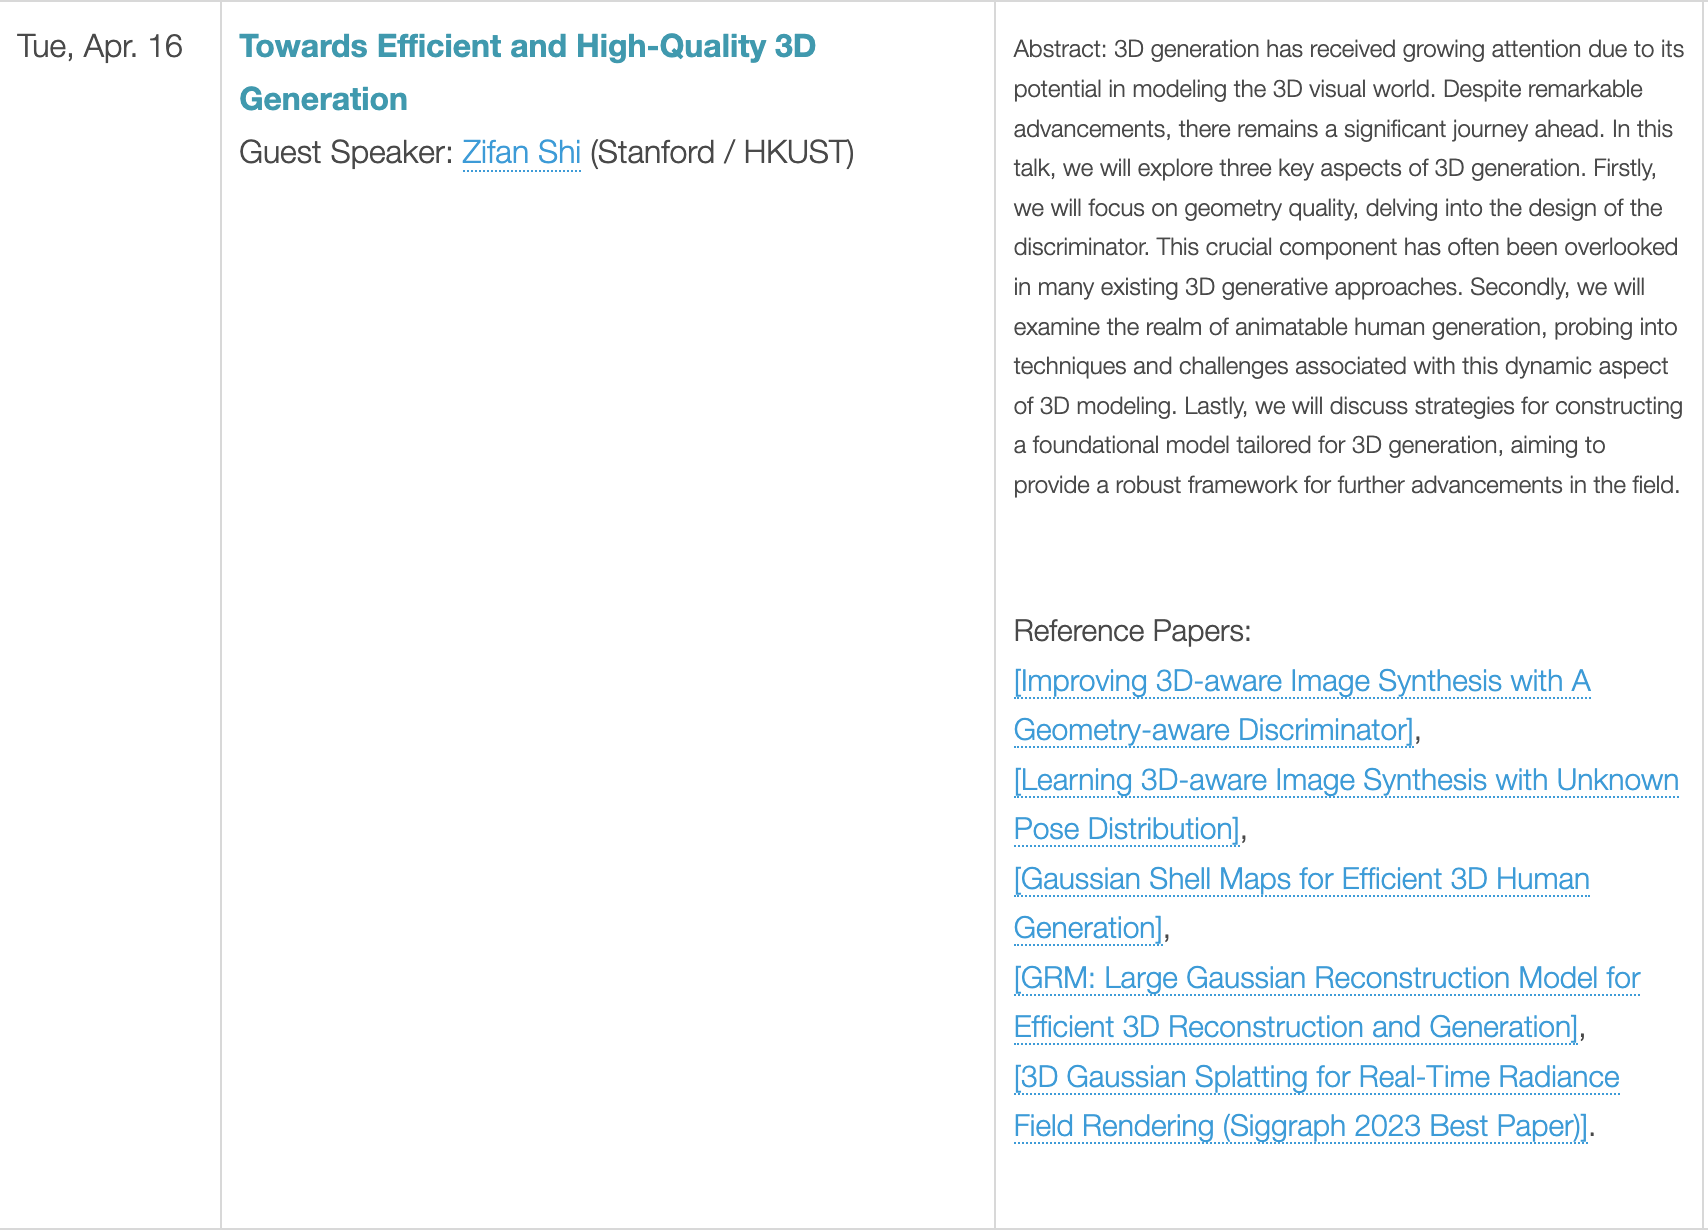 Tue, Apr. 16
Towards Efficient and High-Quality 3D
Generation
Guest Speaker: Zifan Shi (Stanford / HKUST)
Abstract: 3D generation has received growing attention due to its
potential in modeling the 3D visual world. Despite remarkable
advancements, there remains a significant journey ahead. In this
talk, we will explore three key aspects of 3D generation. Firstly,
we will focus on geometry quality, delving into the design of the
discriminator. This crucial component has often been overlooked
in many existing 3D generative approaches. Secondly, we will
examine the realm of animatable human generation, probing into
techniques and challenges associated with this dynamic aspect
of 3D modeling. Lastly, we will discuss strategies for constructing
a foundational model tailored for 3D generation, aiming to
provide a robust framework for further advancements in the field.
Reference Papers:
[Improving 3D-aware Image Synthesis with A
Geometry-aware Discriminator],
[Learning 3D-aware Image Synthesis with Unknown
Pose Distribution],
[Gaussian Shell Maps for Efficient 3D Human
Generation],
[GRM: Large Gaussian Reconstruction Model for
Efficient 3D Reconstruction and Generation],
[3D Gaussian Splatting for Real-Time Radiance
Field Rendering (Siggraph 2023 Best Paper)].